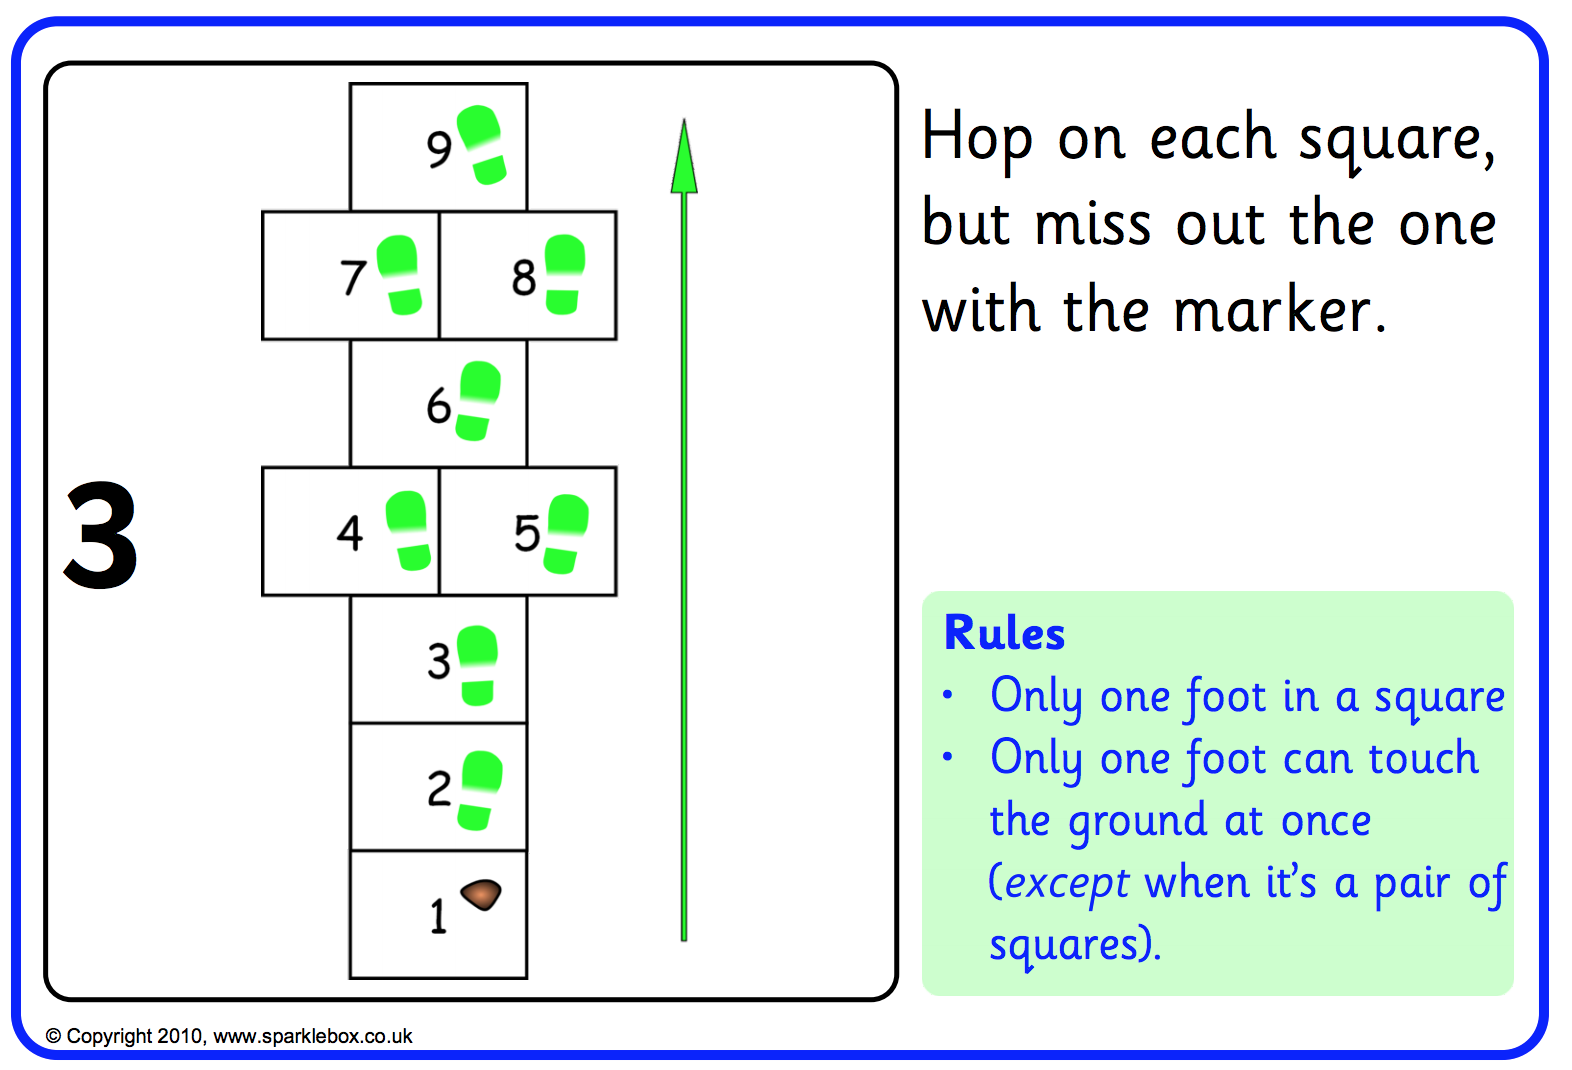 3
9
7 8
6
4 5
3
2
1
Hop on each square,
but miss out the one
with the marker.
Rules
• Only one foot in a square
• Only one foot can touch
the ground at once
(except when it’s a pair of
squares).
© Copyright 2010, www.sparklebox.co.uk